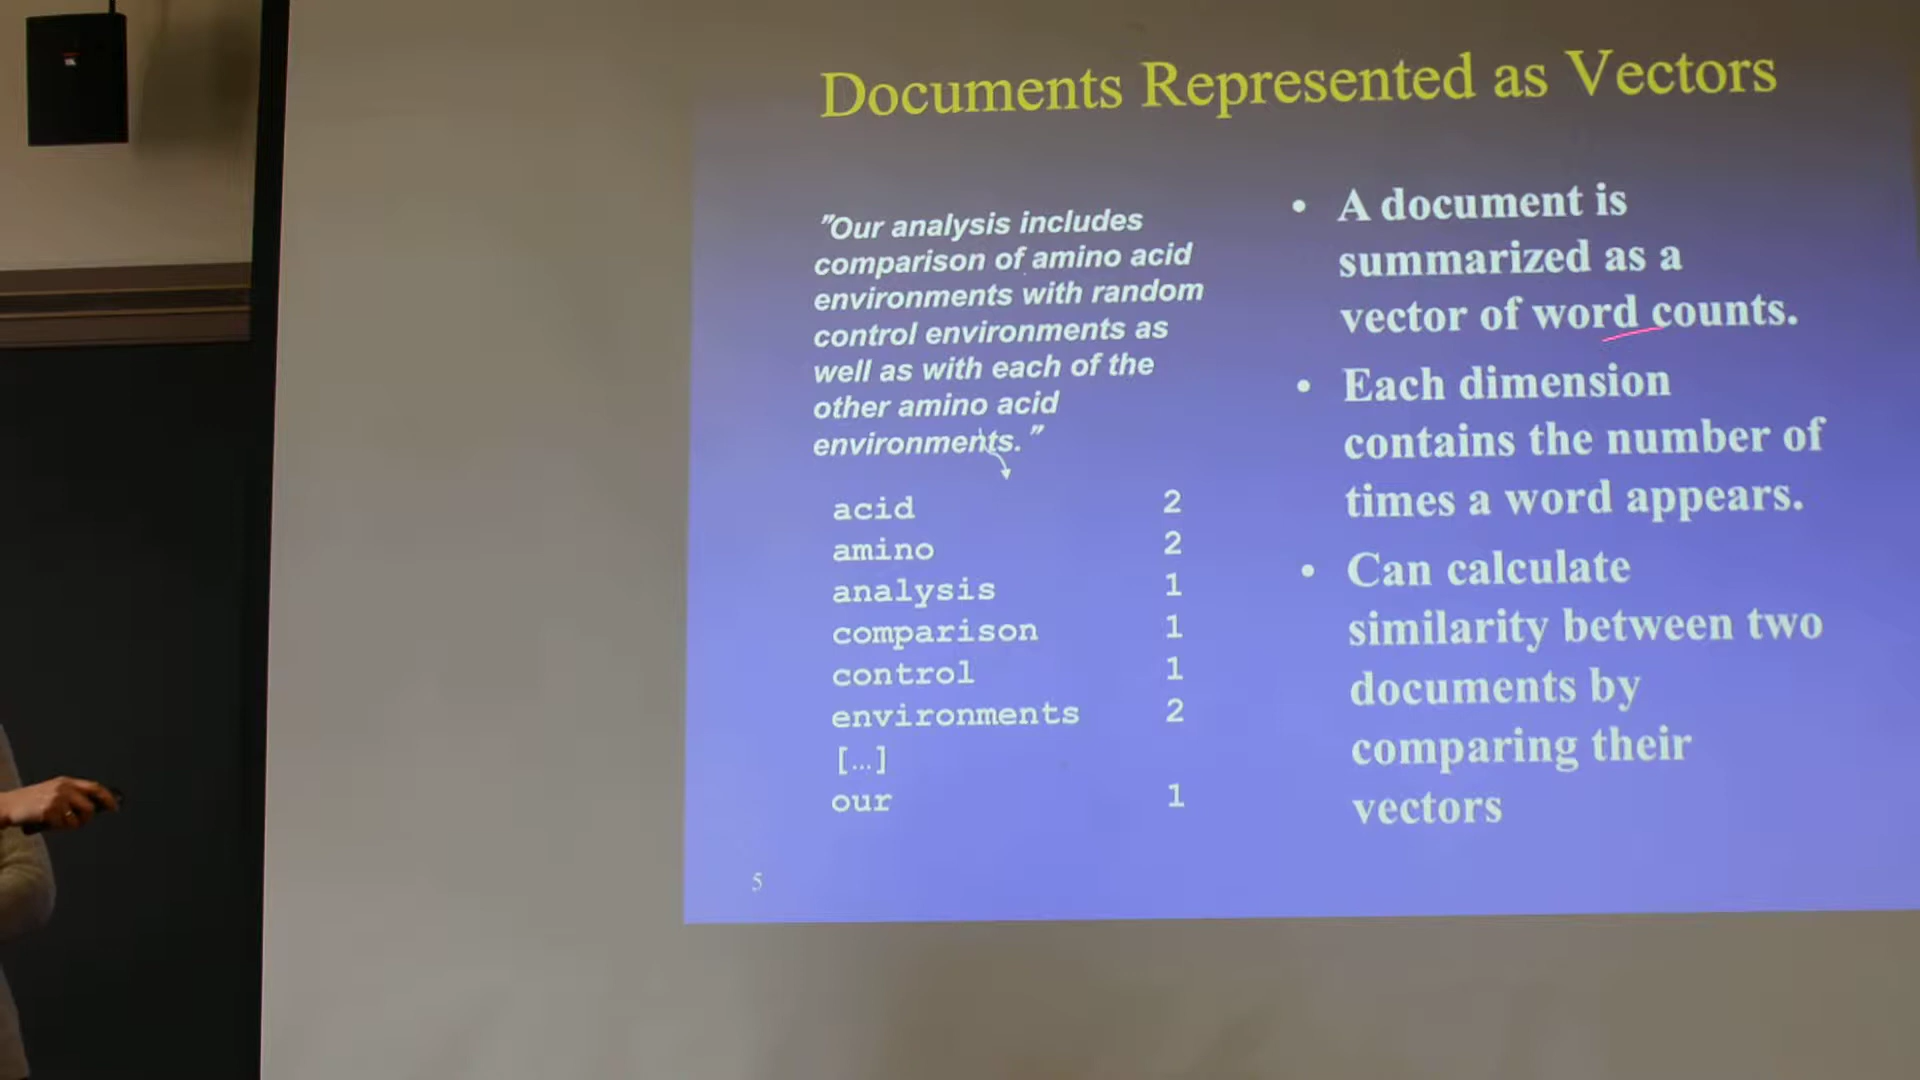 Documents Represented as Vectors
"Our analysis includes
comparison of amino acid
environments with random
control environments as
well as with each of the
other amino acid
environments."
acid 2
amino 2
analysis 1
comparison 1
control 1
environments 2
[...]
our 1
• A document is
summarized as a
vector of word counts.
• Each dimension
contains the number of
times a word appears.
• Can calculate
similarity between two
documents by
comparing their
vectors
5